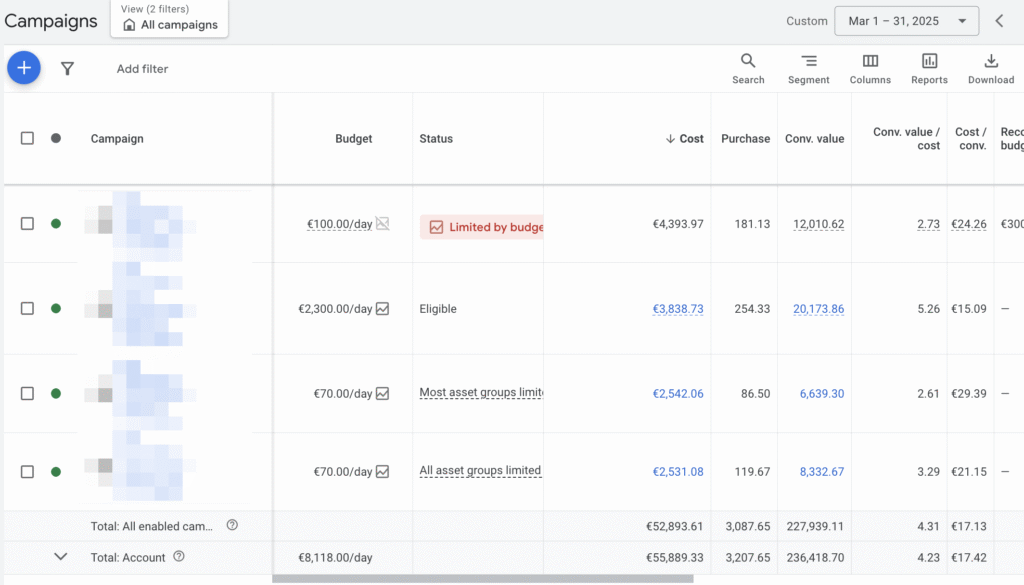 Campaigns
View (2 filters)
All campaigns
Custom
Mar 1 – 31, 2025
Add filter
Search
Segment
Columns
Reports
Download
Campaign
Budget
Status
Cost
Purchase
Conv. value
Conv. value /
cost
Cost /
conv.
Reco
budg
€100.00/day Limited by budge €4,393.97 181.13 12,010.62 2.73 €24.26 €300
€2,300.00/day Eligible €3,838.73 254.33 20,173.86 5.26 €15.09 –
€70.00/day Most asset groups limite €2,542.06 86.50 6,639.30 2.61 €29.39 –
€70.00/day All asset groups limited €2,531.08 119.67 8,332.67 3.29 €21.15 –
Total: All enabled cam... €52,893.61 3,087.65 227,939.11 4.31 €17.13
Total: Account €8,118.00/day €55,889.33 3,207.65 236,418.70 4.23 €17.42